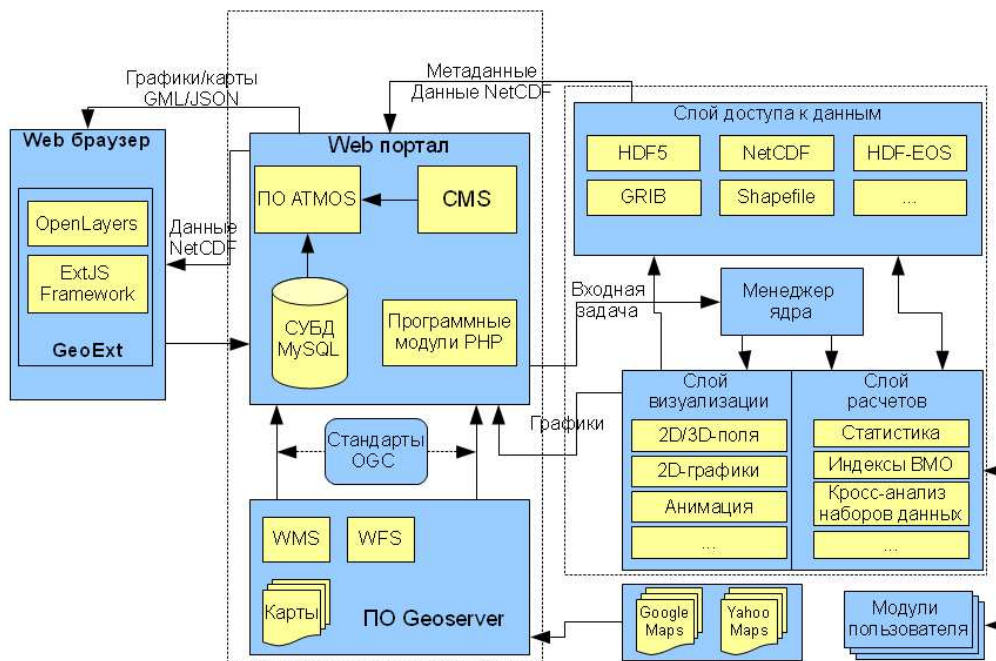 Графики/карты
GML/JSON
Метаданные
Данные NetCDF
Web браузер
OpenLayers
ExtJS
Framework
GeoExt
Данные
NetCDF
Web портал
ПО ATMOS
CMS
СУБД
MySQL
Программные
модули PHP
Слой доступа к данным
HDF5
NetCDF
HDF-EOS
GRIB
Shapefile
...
Входная
задача
Менеджер
ядра
Графики
Слой
визуализации
2D/3D-поля
2D-графики
Анимация
...
Слой
расчетов
Статистика
Индексы ВМО
Кросс-анализ
наборов данных
...
Стандарты
OGC
WMS
WFS
Карты
ПО Geoserver
Google
Maps
Yahoo
Maps
Модули
пользователя